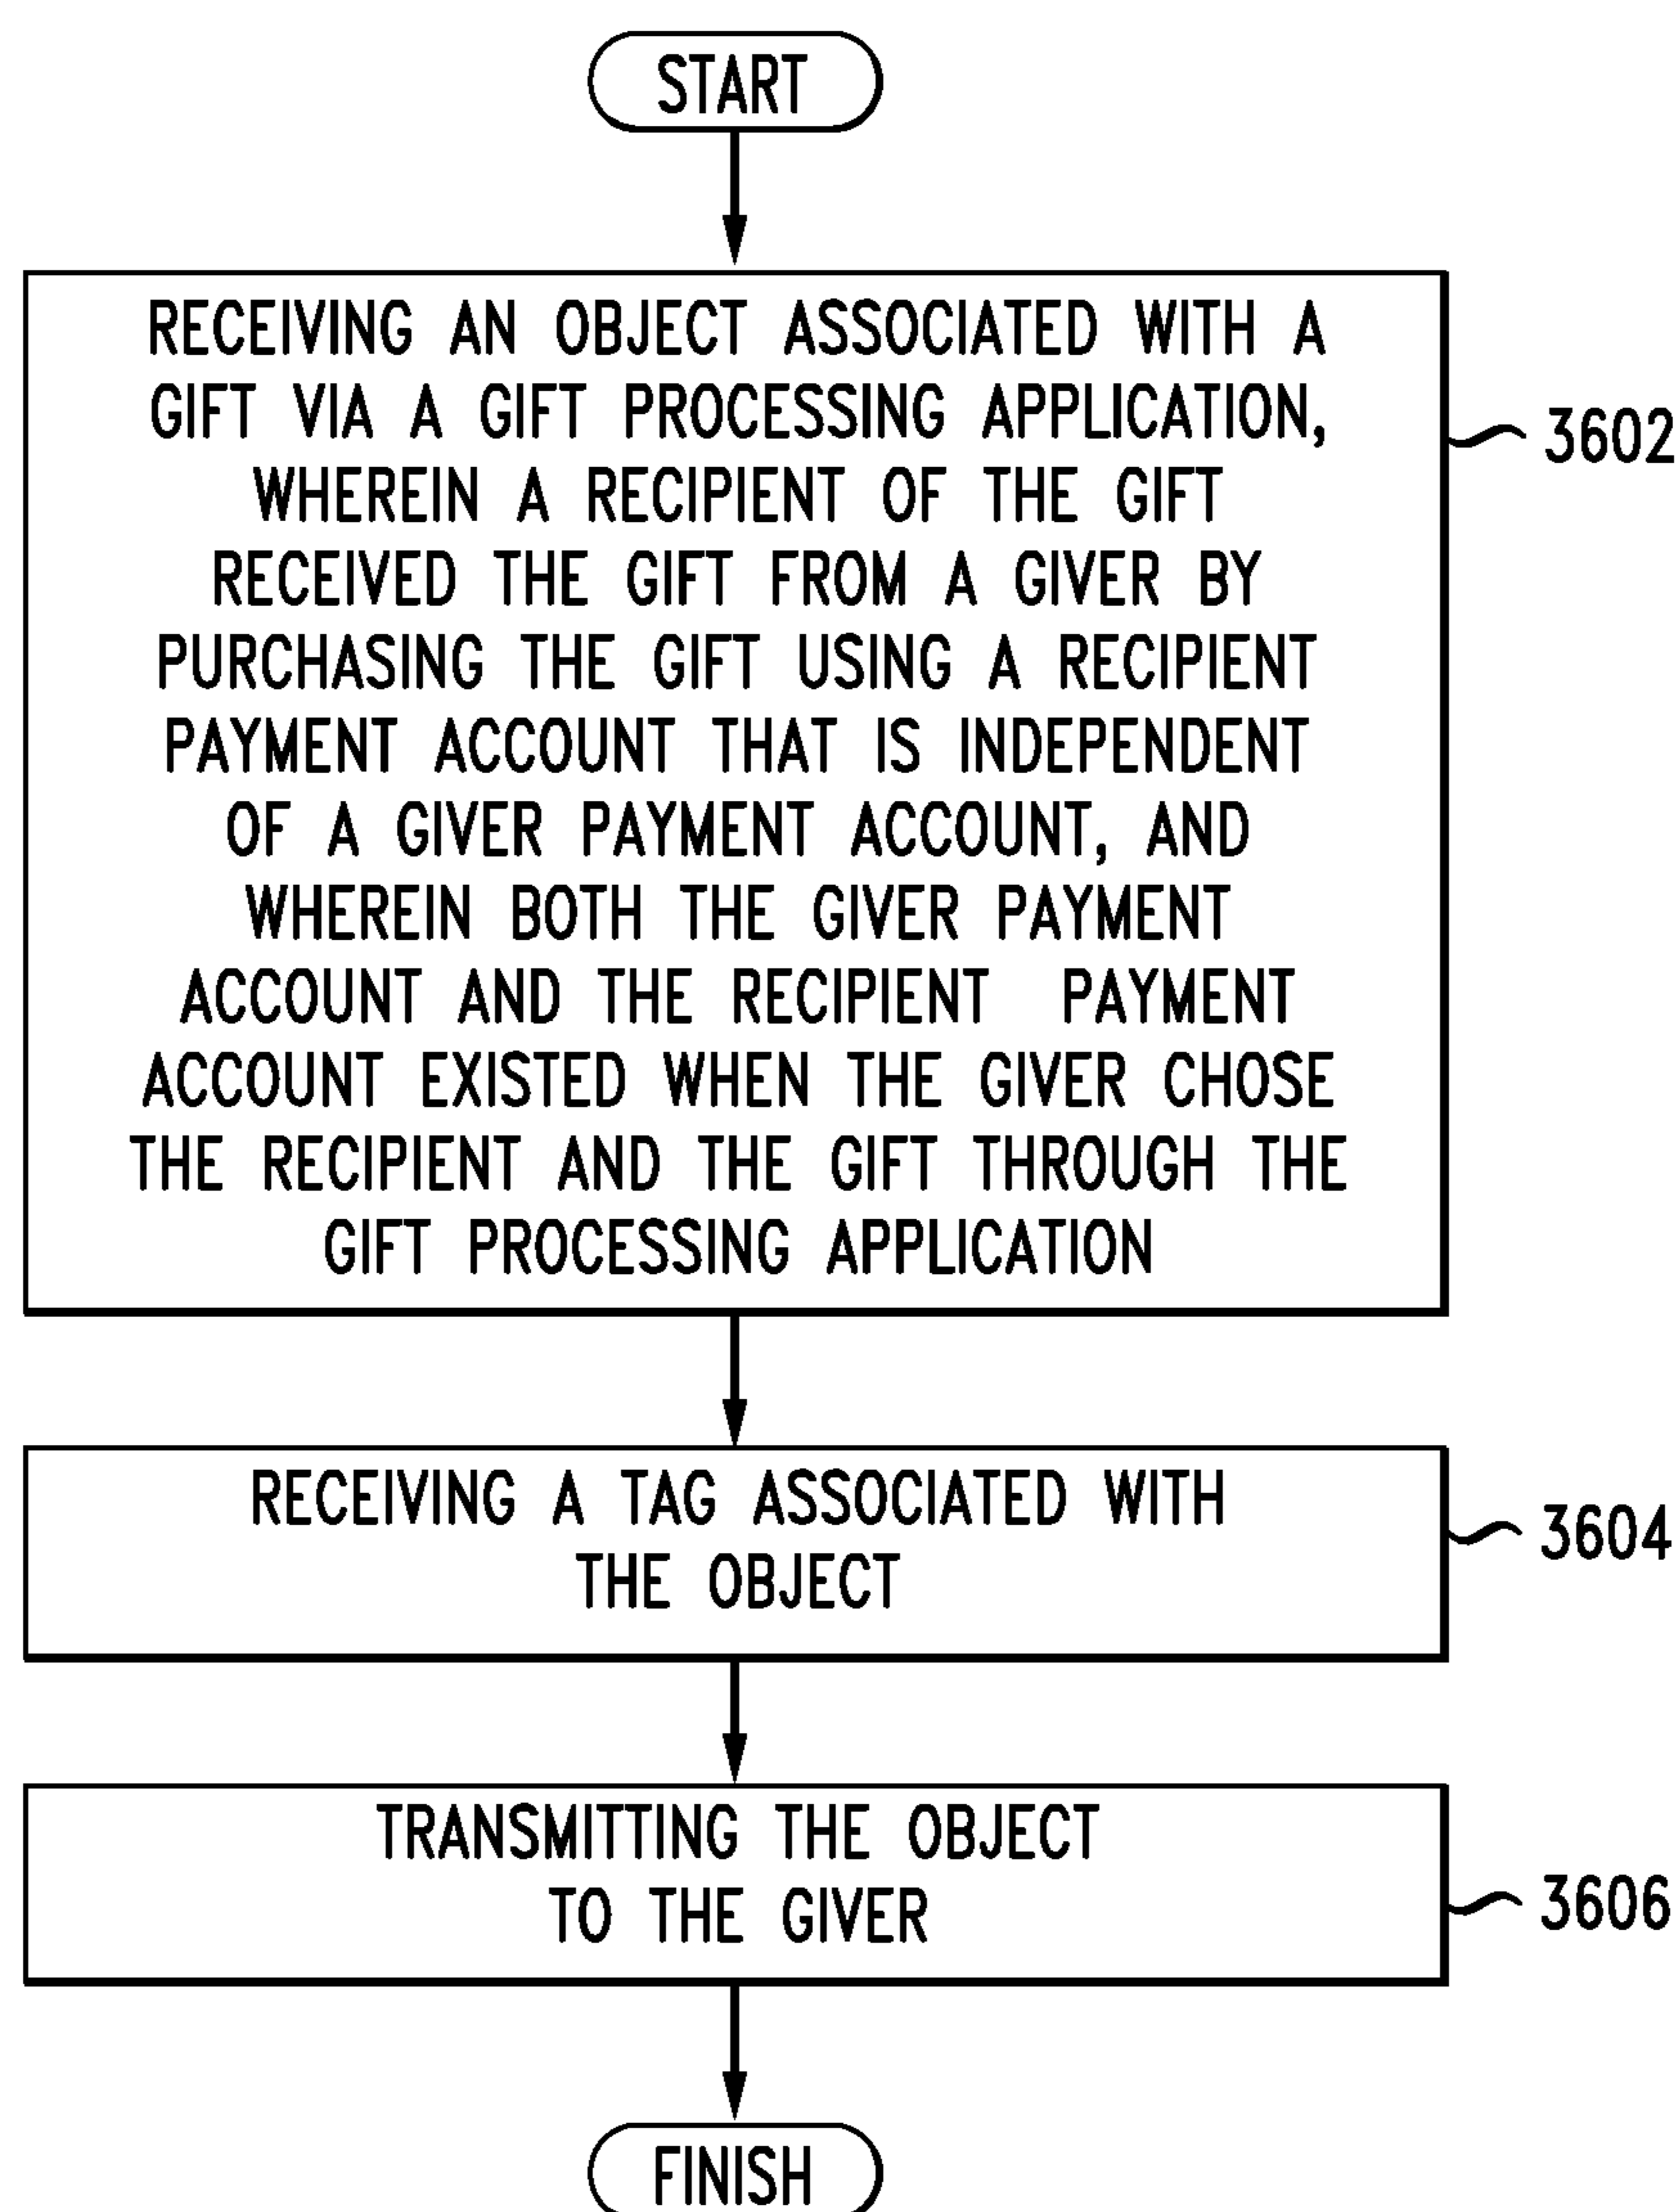 START
RECEIVING AN OBJECT ASSOCIATED WITH A
GIFT VIA A GIFT PROCESSING APPLICATION,
WHEREIN A RECIPIENT OF THE GIFT
RECEIVED THE GIFT FROM A GIVER BY
PURCHASING THE GIFT USING A RECIPIENT
PAYMENT ACCOUNT THAT IS INDEPENDENT
OF A GIVER PAYMENT ACCOUNT, AND
WHEREIN BOTH THE GIVER PAYMENT
ACCOUNT AND THE RECIPIENT PAYMENT
ACCOUNT EXISTED WHEN THE GIVER CHOSE
THE RECIPIENT AND THE GIFT THROUGH THE
GIFT PROCESSING APPLICATION
3602
RECEIVING A TAG ASSOCIATED WITH
THE OBJECT
3604
TRANSMITTING THE OBJECT
TO THE GIVER
3606
FINISH